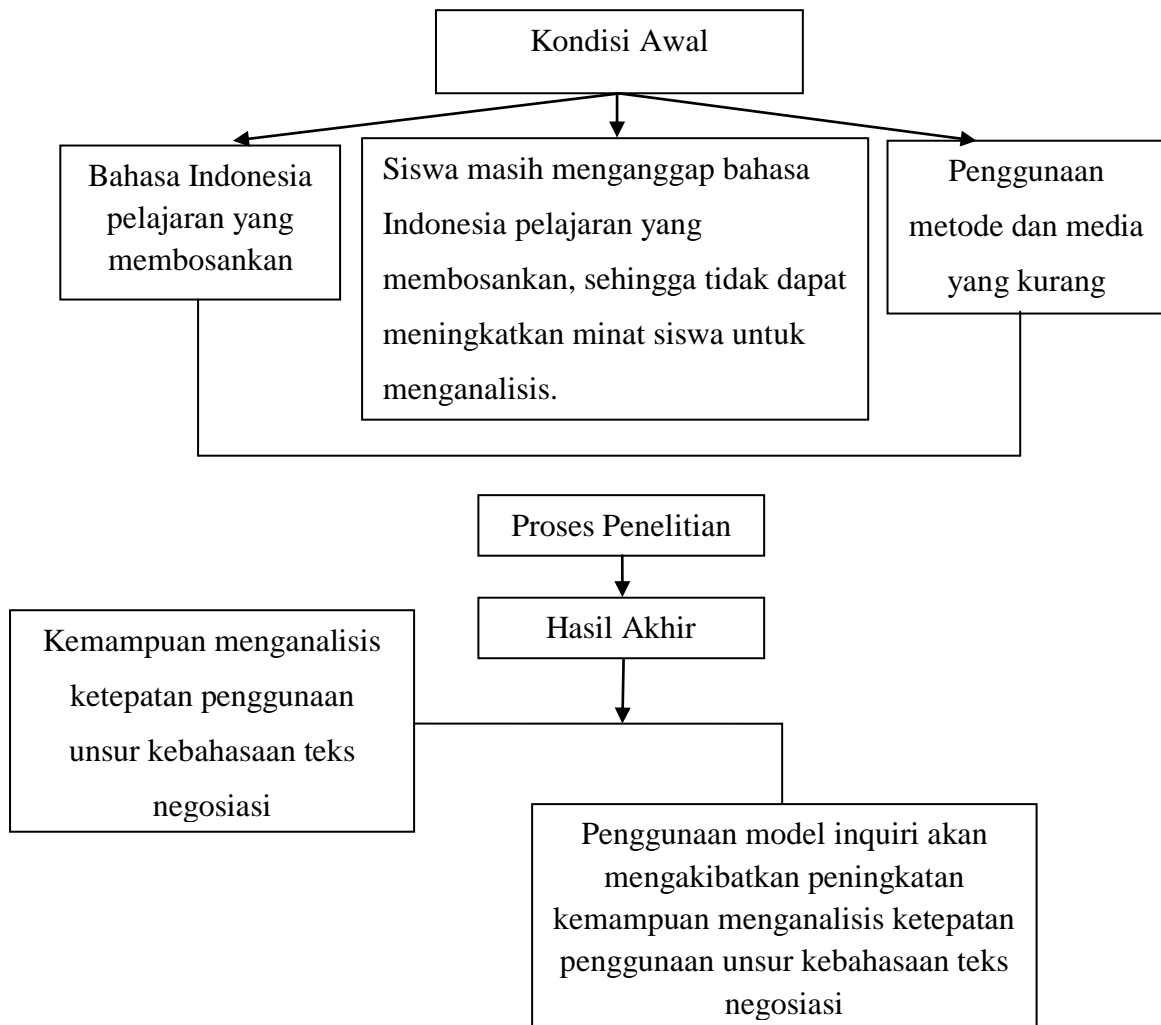 Kondisi Awal
Bahasa Indonesia
pelajaran yang
membosankan
Siswa masih menganggap bahasa
Indonesia pelajaran yang
membosankan, sehingga tidak dapat
meningkatkan minat siswa untuk
menganalisis.
Penggunaan
metode dan media
yang kurang
Proses Penelitian
Hasil Akhir
Kemampuan menganalisis
ketepatan penggunaan
unsur kebahasaan teks
negosiasi
Penggunaan model inquiri akan
mengakibatkan peningkatan
kemampuan menganalisis ketepatan
penggunaan unsur kebahasaan teks
negosiasi